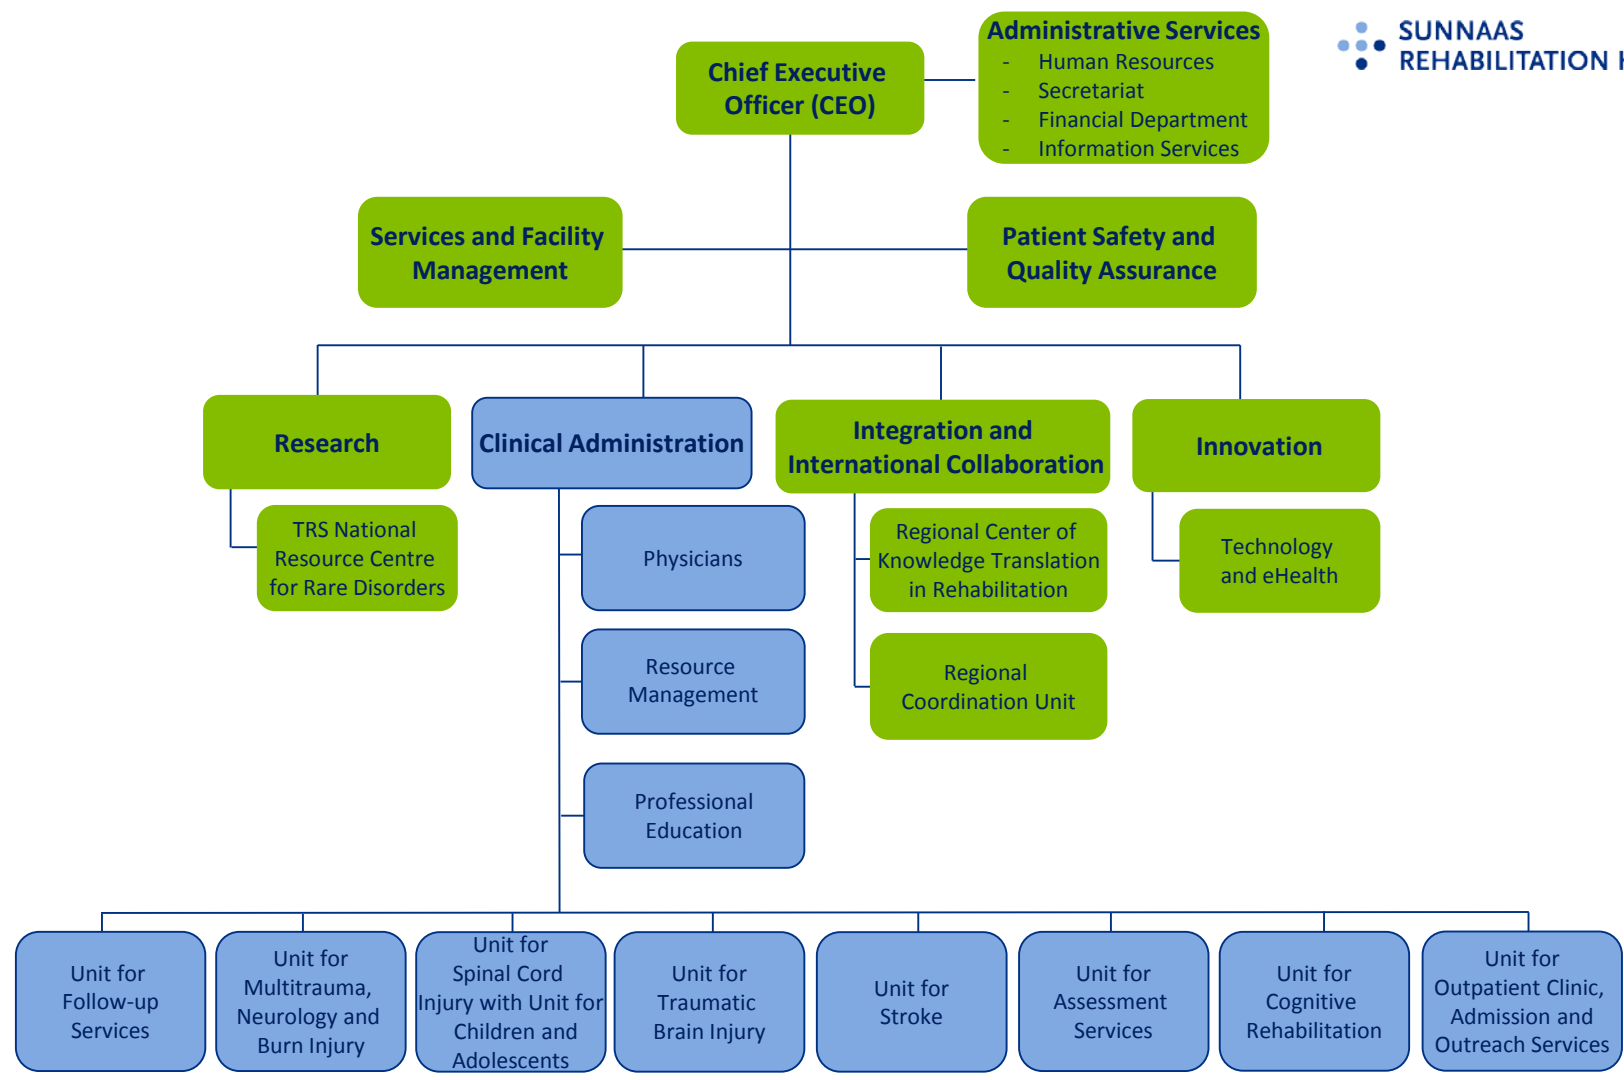 SUNNAAS
REHABILITATION
Chief Executive
Officer (CEO)
Administrative Services
- Human Resources
- Secretariat
- Financial Department
- Information Services
Services and Facility
Management
Patient Safety and
Quality Assurance
Research
Clinical Administration
Integration and
International Collaboration
Innovation
TRS National
Resource Centre
for Rare Disorders
Physicians
Regional Center of
Knowledge Translation
in Rehabilitation
Technology
and eHealth
Resource
Management
Regional
Coordination Unit
Professional
Education
Unit for
Follow-up
Services
Unit for
Multitrauma,
Neurology and
Burn Injury
Unit for
Spinal Cord
Injury with Unit for
Children and
Adolescents
Unit for
Traumatic
Brain Injury
Unit for
Stroke
Unit for
Assessment
Services
Unit for
Cognitive
Rehabilitation
Unit for
Outpatient Clinic,
Admission and
Outreach Services